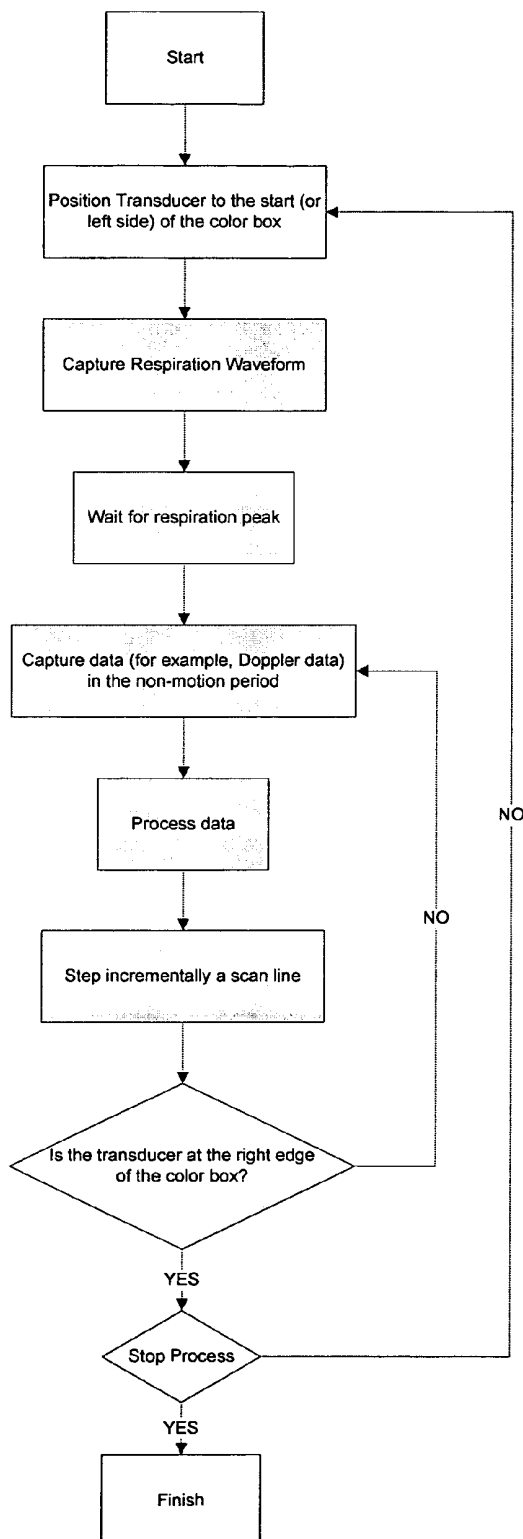 Start
Position Transducer to the start (or
left side) of the color box
Capture Respiration Waveform
Wait for respiration peak
Capture data (for example, Doppler data)
in the non-motion period
Process data
NO
NO
Step incrementally a scan line
Is the transducer at the right edge
of the color box?
YES
Stop Process
YES
Finish